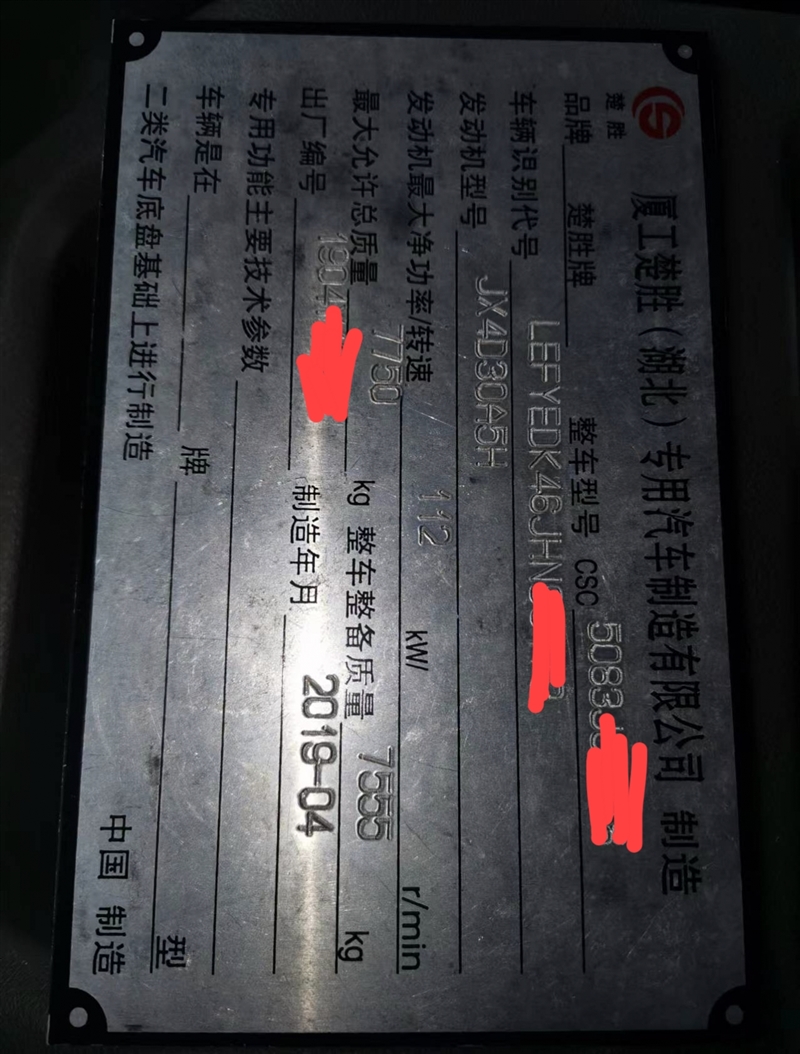 楚胜
厦工楚胜（湖北）专用汽车制造有限公司 制造
品牌 楚胜牌 整车型号 CSC 5083J
车辆识别代号 LEFYEDK46JHN
发动机型号 JX4D30A5H
发动机最大净功率/转速 112 kW/ r/min
最大允许总质量 7750 kg 整车整备质量 7555 kg
出厂编号 1904 制造年月 2019-04
专用功能主要技术参数
车辆是在 牌 型
二类汽车底盘基础上进行制造
中国 制造